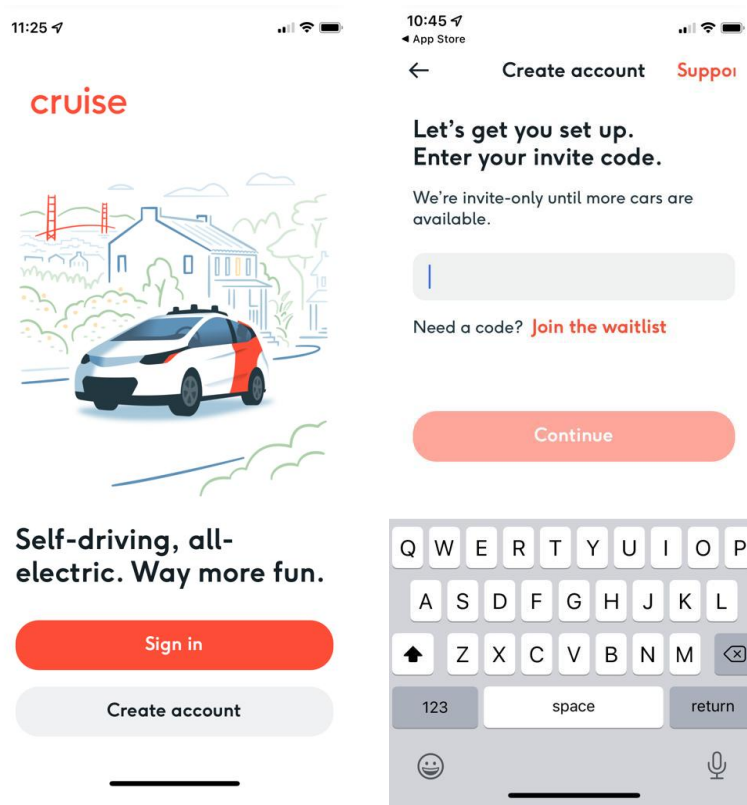 11:25
cruise
Self-driving, all-
electric. Way more fun.
Sign in
Create account
10:45
◀ App Store
← Create account
Let's get you set up.
Enter your invite code.
We're invite-only until more cars are
available.
Need a code? Join the waitlist
Continue
Q W E R T Y U I O P
A S D F G H J K L
Z X C V B N M
123 space return